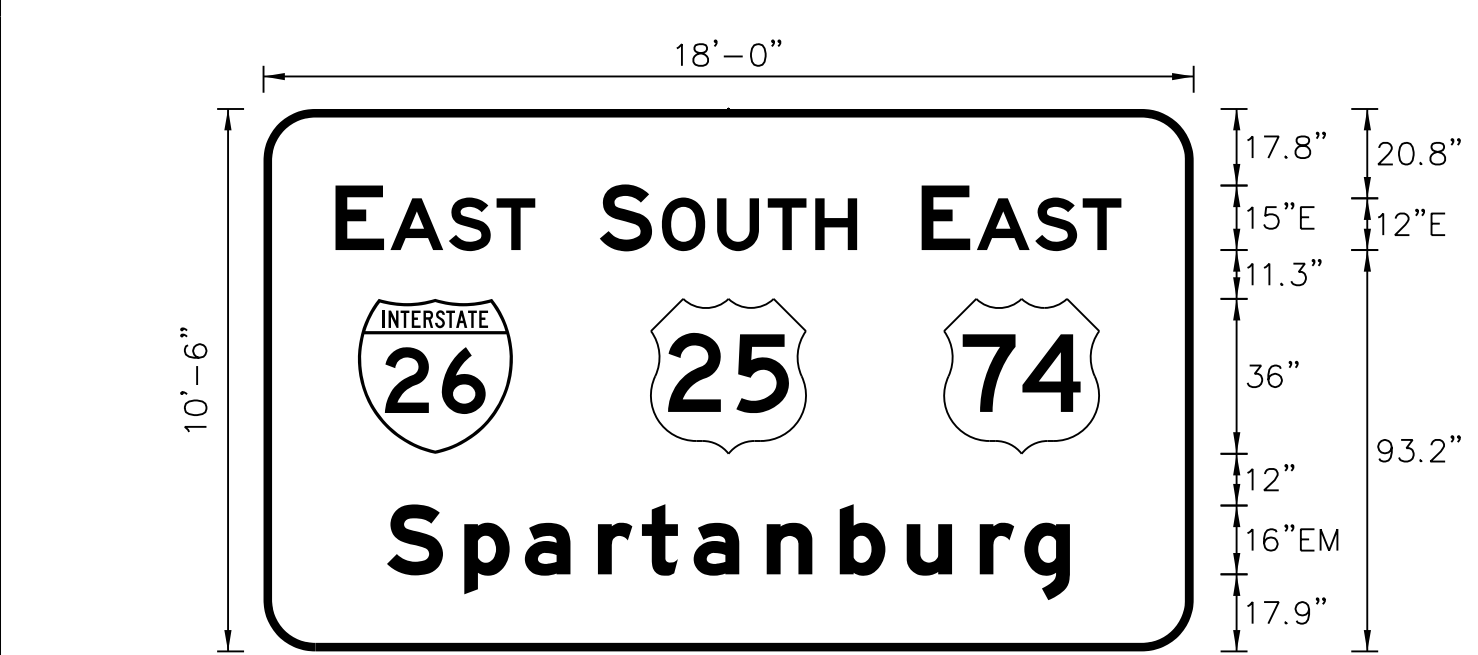 18'-0"
17.8"
20.8"
EAST SOUTH EAST
15"E
12"E
11.3"
INTERSTATE
26 25 74
10'-6"
36"
93.2"
12"
Spartanburg
16"EM
17.9"